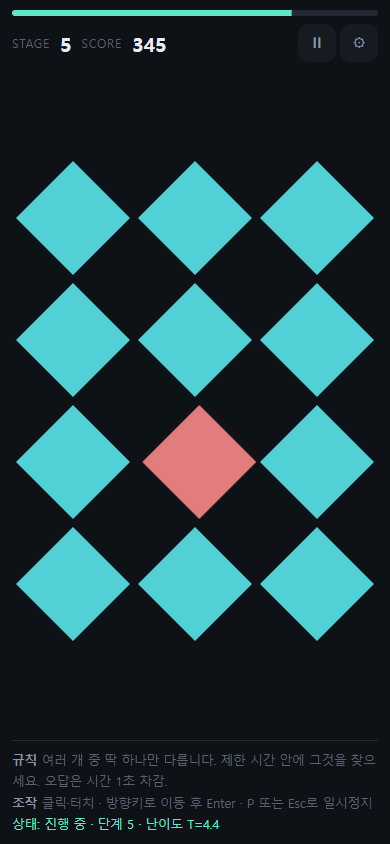 STAGE 5 SCORE 345
규칙 여러 개 중 딱 하나만 다릅니다. 제한 시간 안에 그것을 찾으
세요. 오답은 시간 1초 차감.
조작 클릭·터치 · 방향키로 이동 후 Enter · P 또는 Esc로 일시정지
상태: 진행 중 · 단계 5 · 난이도 T=4.4